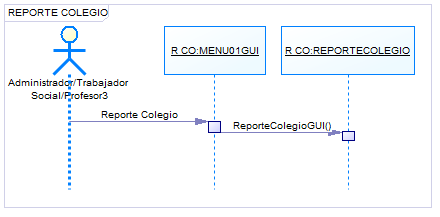 REPORTE COLEGIO
R CO:MENU01GUI
R CO:REPORTECOLEGIO
Administrador/Trabajador
Social/Profesor3
Reporte Colegio
ReporteColegioGUI()